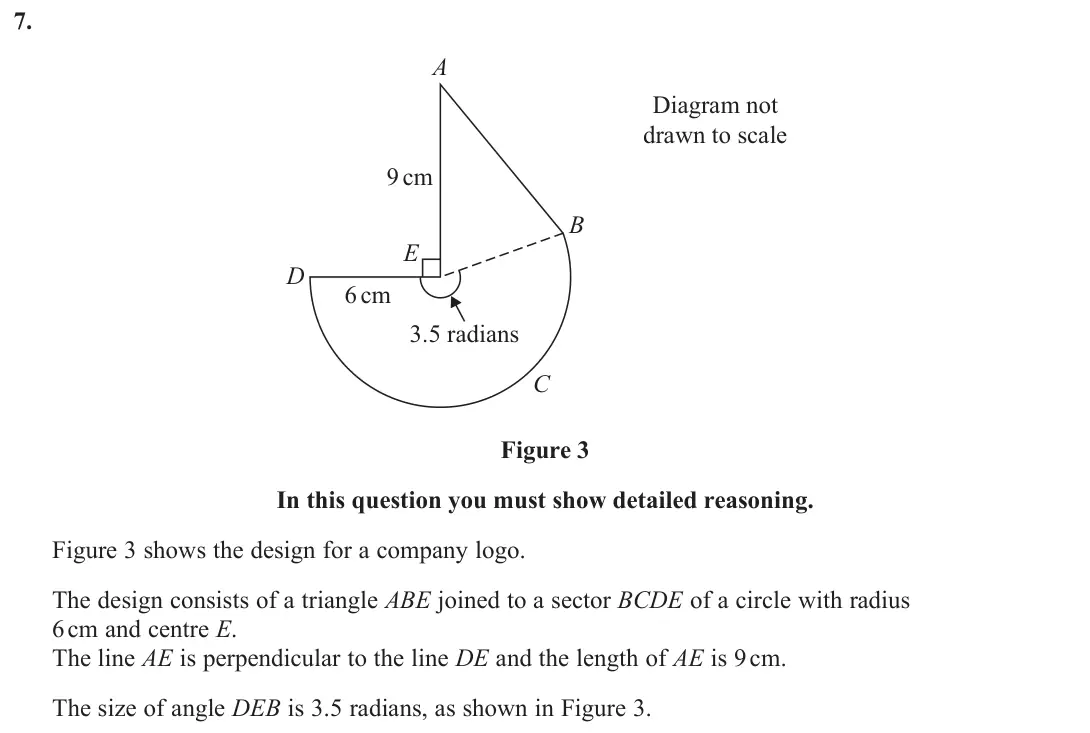 7.
A
Diagram not
drawn to scale
9 cm
B
E
D
6 cm
3.5 radians
C
Figure 3
In this question you must show detailed reasoning.
Figure 3 shows the design for a company logo.
The design consists of a triangle ABE joined to a sector BCDE of a circle with radius
6 cm and centre E.
The line AE is perpendicular to the line DE and the length of AE is 9 cm.
The size of angle DEB is 3.5 radians, as shown in Figure 3.